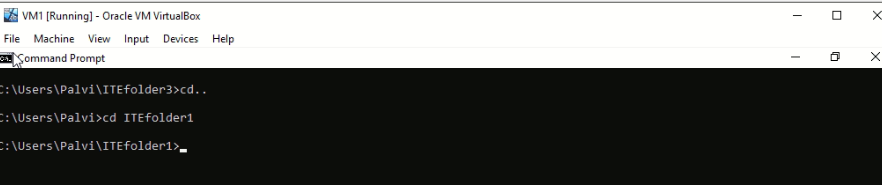 VM1 [Running] - Oracle VM VirtualBox
File Machine View Input Devices Help
Command Prompt
C:\Users\Palvi\ITEfolder3>cd..
C:\Users\Palvi>cd ITEfolder1
C:\Users\Palvi\ITEfolder1>